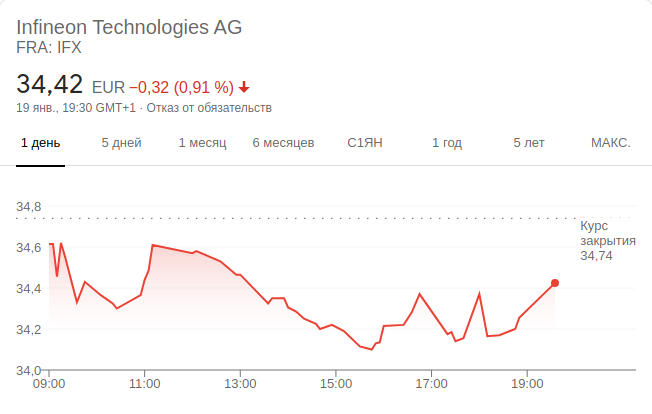 Infineon Technologies AG
FRA: IFX
34,42 EUR −0,32 (0,91 %)
19 янв., 19:30 GMT+1 · Отказ от обязательств
1 день 5 дней 1 месяц 6 месяцев С1ЯН 1 год 5 лет МАКС.
34,8
Курс
закрытия
34,74
34,6
34,4
34,2
34,0
09:00 11:00 13:00 15:00 17:00 19:00